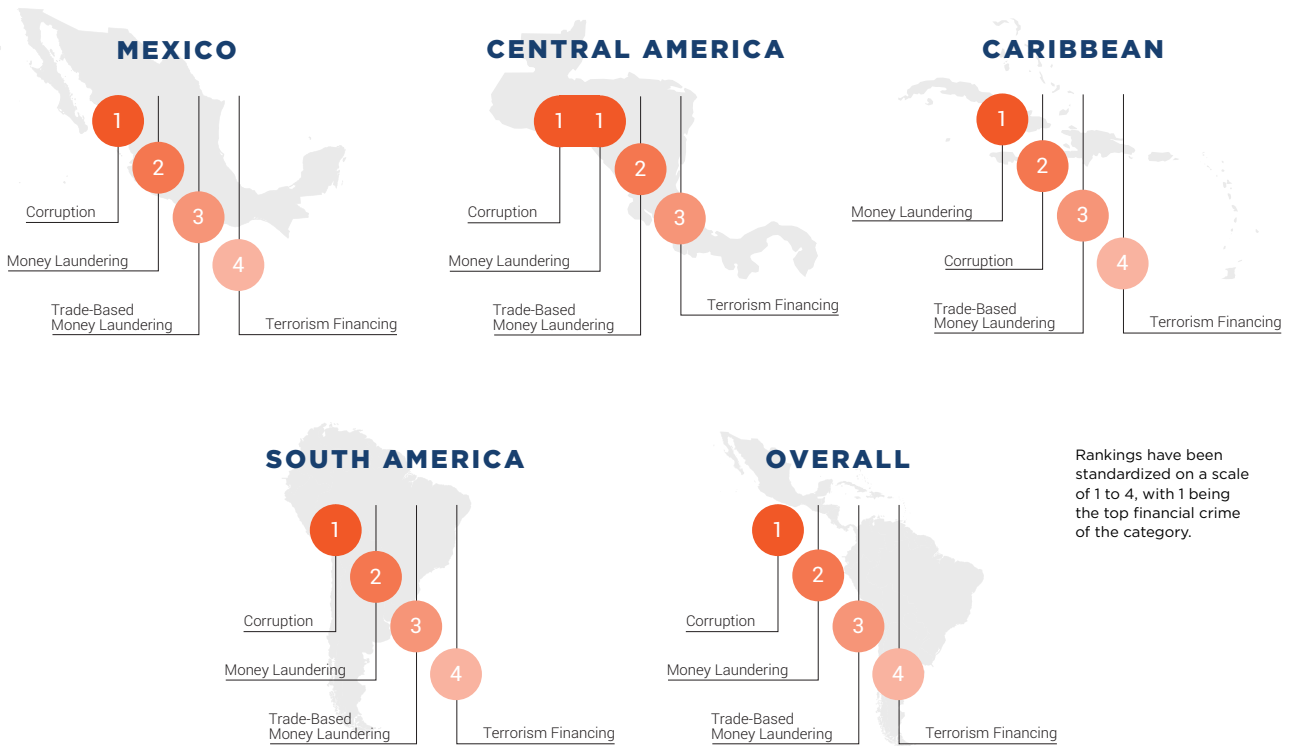 MEXICO
1
2
3
4
Corruption
Money Laundering
Trade-Based
Money Laundering
Terrorism Financing
CENTRAL AMERICA
1 1
2
3
Corruption
Money Laundering
Trade-Based
Money Laundering
Terrorism Financing
CARIBBEAN
1
2
3
4
Money Laundering
Corruption
Trade-Based
Money Laundering
Terrorism Financing
SOUTH AMERICA
1
2
3
4
Corruption
Money Laundering
Trade-Based
Money Laundering
Terrorism Financing
OVERALL
1
2
3
4
Corruption
Money Laundering
Trade-Based
Money Laundering
Terrorism Financing
Rankings have been
standardized on a scale
of 1 to 4, with 1 being
the top financial crime
of the category.